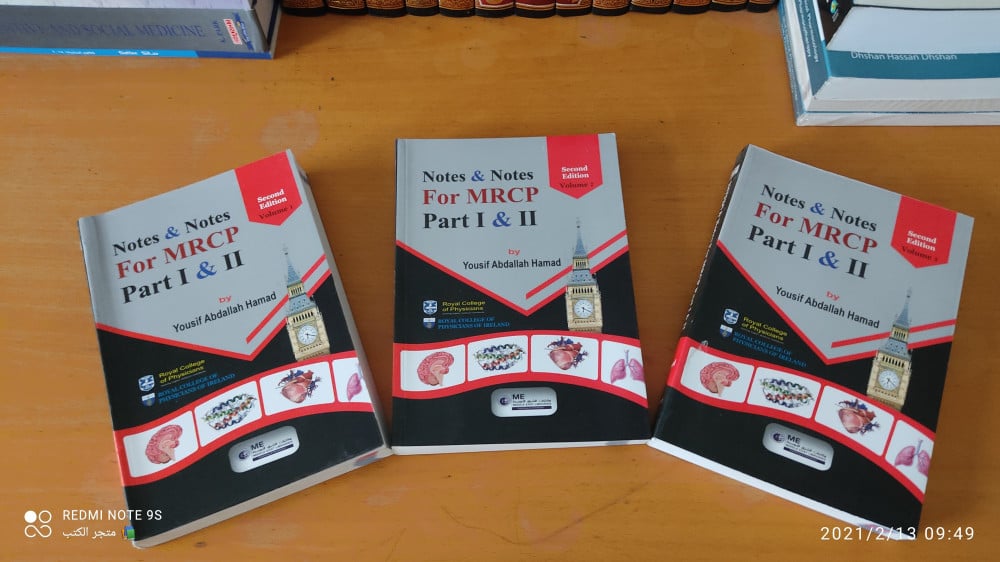 AND SOCIAL MEDICINE
Dhshan Hassan Dhshan
Notes & Notes
For MRCP
Part I & II
Second
Edition
Volume 1
by
Yousif Abdallah Hamad
Royal College
of Physicians
ROYAL COLLEGE OF
PHYSICIANS OF IRELAND
ME
Notes & Notes
For MRCP
Part I & II
Second
Edition
Volume 2
by
Yousif Abdallah Hamad
Royal College
of Physicians
ROYAL COLLEGE OF
PHYSICIANS OF IRELAND
ME
Notes & Notes
For MRCP
Part I & II
Second
Edition
Volume 3
by
Yousif Abdallah Hamad
Royal College
of Physicians
ROYAL COLLEGE OF
PHYSICIANS OF IRELAND
ME
REDMI NOTE 9S
متجر الكتب
2021/2/13 09:49